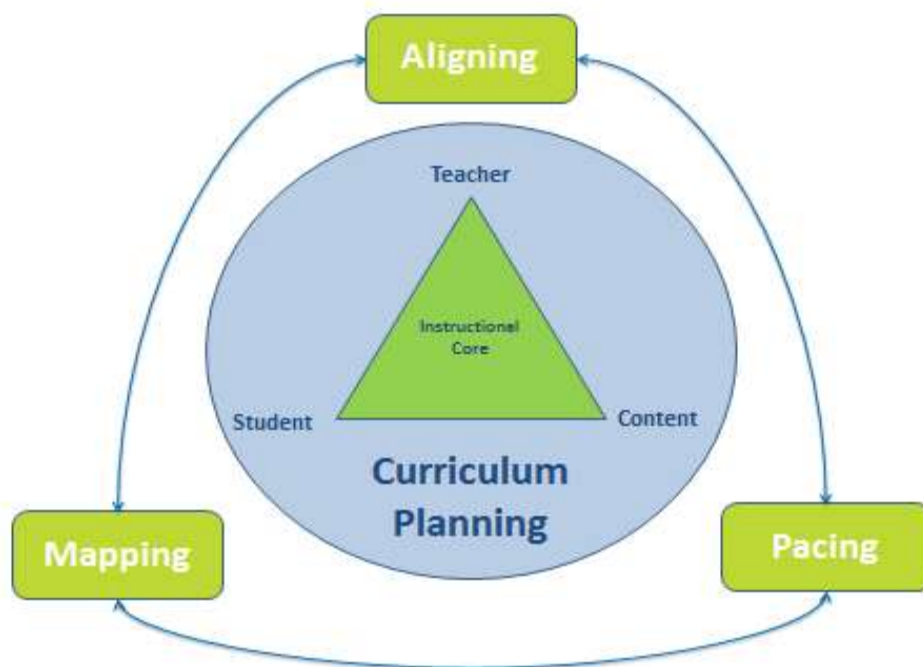 Aligning
Teacher
Instructional
Core
Student
Content
Curriculum
Planning
Mapping
Pacing